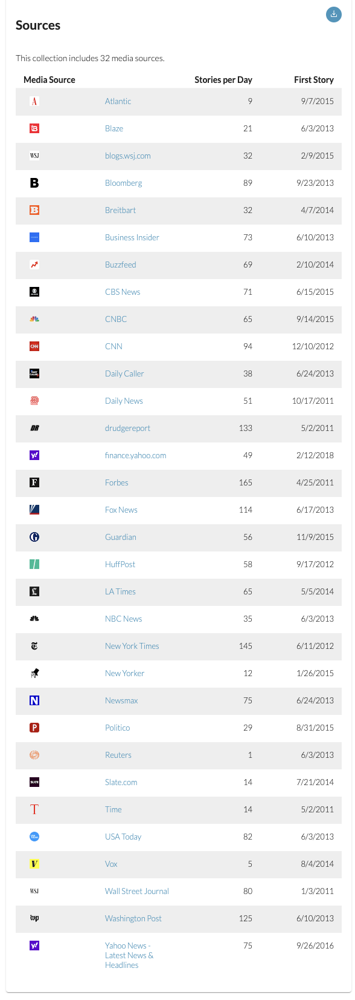 Sources
This collection includes 32 media sources.
Media Source Stories per Day First Story
Atlantic 9 9/7/2015
Blaze 21 6/3/2013
WSJ blogs.wsj.com 32 2/9/2015
B Bloomberg 89 9/23/2013
B Breitbart 32 4/7/2014
Business Insider 73 6/10/2013
Buzzfeed 69 2/10/2014
CBS News 71 6/15/2015
CNBC 65 9/14/2015
CNN CNN 94 12/10/2012
DAILY CALLER Daily Caller 38 6/24/2013
Daily News 51 10/17/2011
DR drudgereport 133 5/2/2011
y! finance.yahoo.com 49 2/12/2018
F Forbes 165 4/25/2011
Fox News 114 6/17/2013
G Guardian 56 11/9/2015
HuffPost 58 9/17/2012
LA Times 65 5/5/2014
NBC News 35 6/3/2013
T New York Times 145 6/11/2012
New Yorker 12 1/26/2015
N Newsmax 75 6/24/2013
P Politico 29 8/31/2015
Reuters 1 6/3/2013
SLATE Slate.com 14 7/21/2014
T Time 14 5/2/2011
USA TODAY USA Today 82 6/3/2013
V Vox 5 8/4/2014
WSJ Wall Street Journal 80 1/3/2011
wp Washington Post 125 6/10/2013
y! Yahoo News - 75 9/26/2016
Latest News &
Headlines